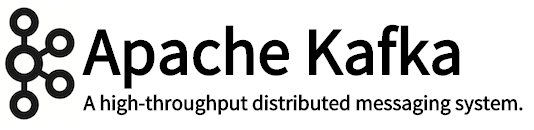 Apache Kafka
A high-throughput distributed messaging system.